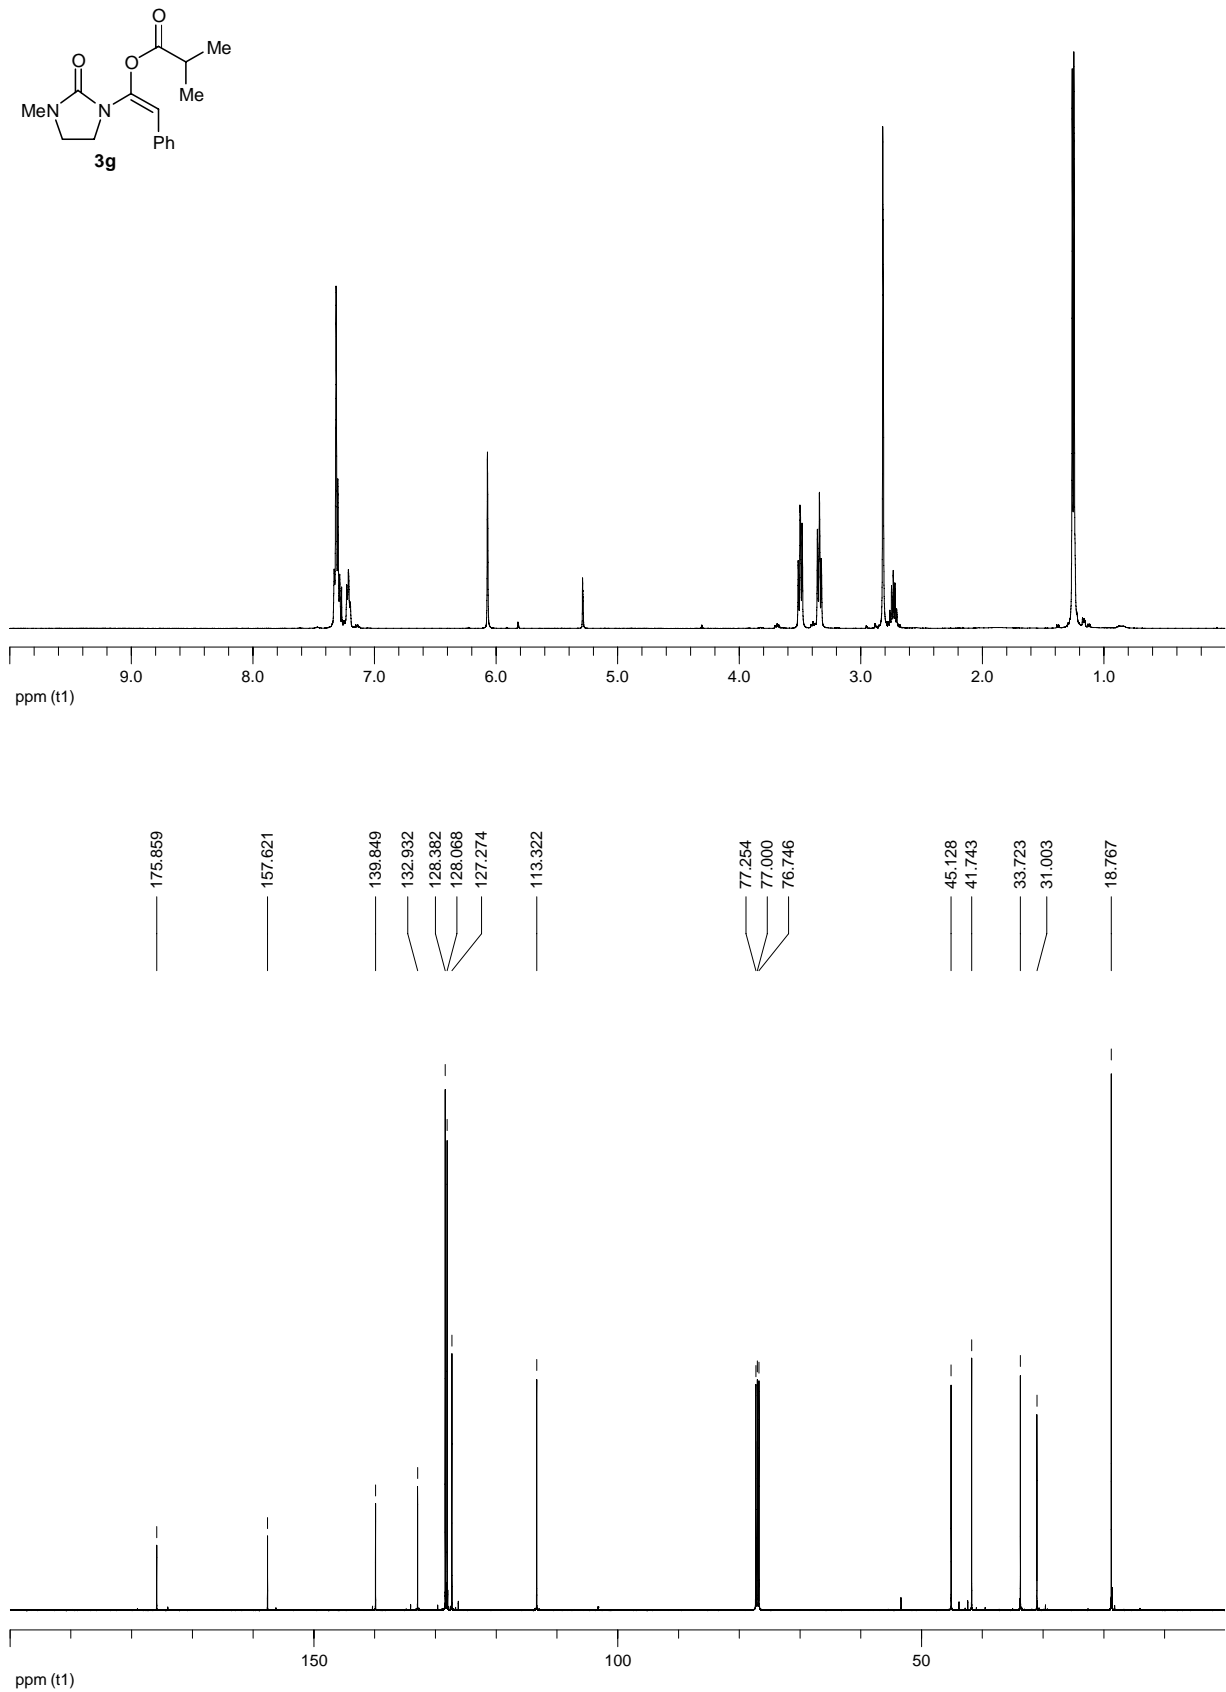 O
O
O
Me
Me
MeN
N
Ph
3g
9.0 8.0 7.0 6.0 5.0 4.0 3.0 2.0 1.0
ppm (t1)
175.859 157.621 139.849 132.932 128.382 128.068 127.274 113.322 77.254 77.000 76.746 45.128 41.743 33.723 31.003 18.767
150 100 50
ppm (t1)